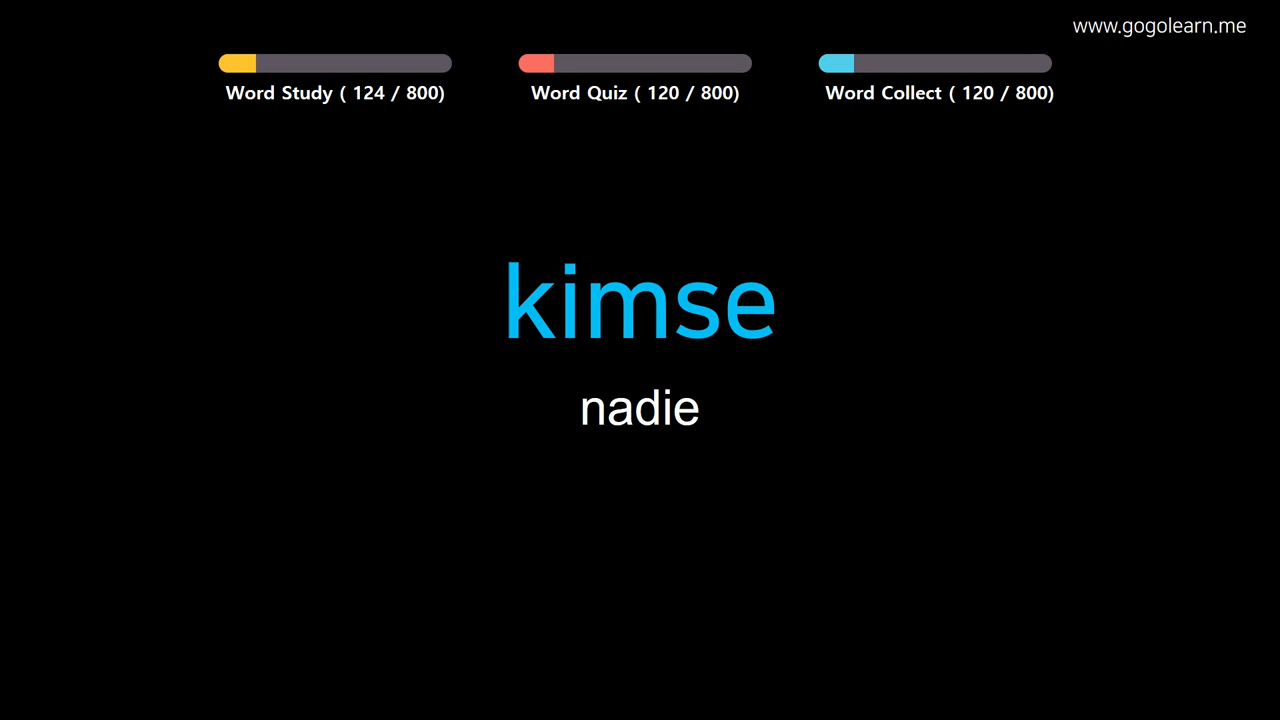 www.gogolearn.me
Word Study ( 124 / 800)
Word Quiz ( 120 / 800)
Word Collect ( 120 / 800)
kimse
nadie